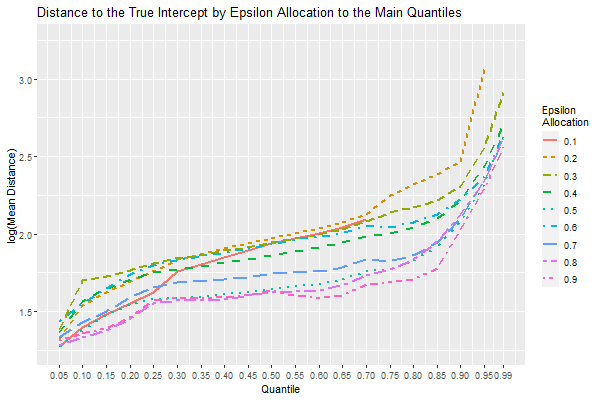 Distance to the True Intercept by Epsilon Allocation to the Main Quantiles
log(Mean Distance)
3.0
2.5
2.0
1.5
0.05 0.10 0.15 0.20 0.25 0.30 0.35 0.40 0.45 0.50 0.55 0.60 0.65 0.70 0.75 0.80 0.85 0.90 0.95 0.99
Quantile
Epsilon
Allocation
0.1
0.2
0.3
0.4
0.5
0.6
0.7
0.8
0.9